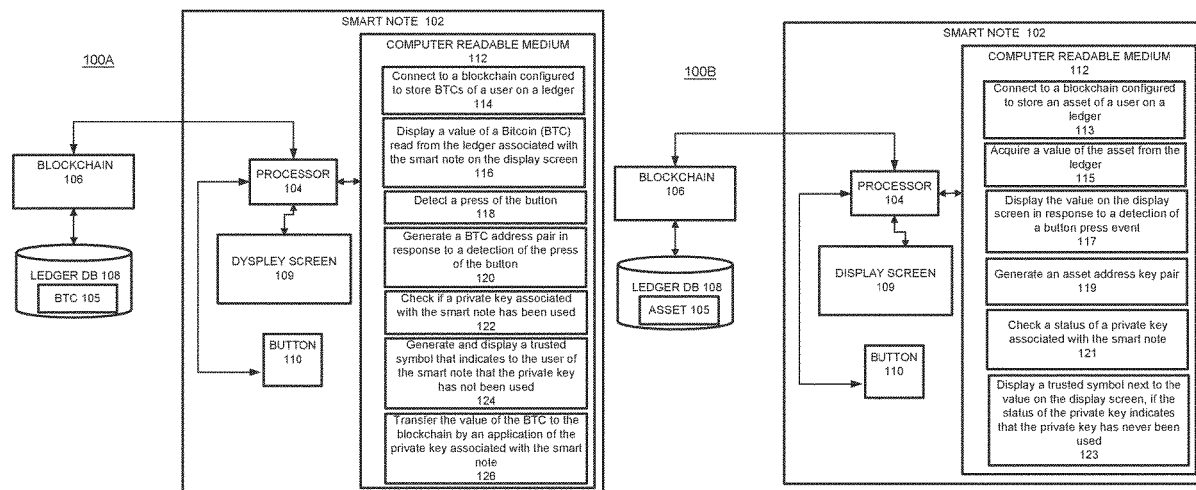 100A
SMART NOTE 102
COMPUTER READABLE MEDIUM
112
Connect to a blockchain configured
to store BTCs of a user on a ledger
114
Display a value of a Bitcoin (BTC)
read from the ledger associated with
the smart note on the display screen
116
Detect a press of the button
118
Generate a BTC address pair in
response to a detection of the press
of the button
120
Check if a private key associated
with the smart note has been used
122
Generate and display a trusted
symbol that indicates to the user of
the smart note that the private key
has not been used
124
Transfer the value of the BTC to the
blockchain by an application of the
private key associated with the smart
note
126
BLOCKCHAIN
106
LEDGER DB 108
BTC 105
PROCESSOR
104
DYSPLEY SCREEN
109
BUTTON
110
100B
SMART NOTE 102
COMPUTER READABLE MEDIUM
112
Connect to a blockchain configured
to store an asset of a user on a
ledger
113
Acquire a value of the asset from the
ledger
115
Display the value on the display
screen in response to a detection of
a button press event
117
Generate an asset address key pair
119
Check a status of a private key
associated with the smart note
121
Display a trusted symbol next to the
value on the display screen, if the
status of the private key indicates
that the private key has never been
used
123
BLOCKCHAIN
106
LEDGER DB 108
ASSET 105
PROCESSOR
104
DISPLAY SCREEN
109
BUTTON
110